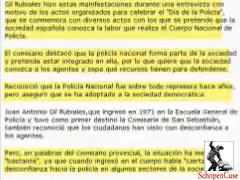 Gil Rubiales hizo estas manifestaciones durante una entrevista con
motivo de los actos organizados para celebrar el "Día de la Policía",
que se conmemora con diversos actos con los que se pretende que la
sociedad española conozca la labor que realiza el Cuerpo Nacional de
Policía.
El comisario destacó que la policía nacional forma parte de la sociedad
y pretende estar integrado en ella, por lo que quiere que la sociedad
conozca a los agentes y sepa qué recursos tienen para defenderse.
Reconoció que la Policía Nacional fue sobre todo represora hace años,
pero aseguró que se ha adaptado a la sociedad democrática.
Juan Antonio Gil Rubiales, que ingresó en 1971 en la Escuela General de
Policía y tuvo como primer destino la Comisaría de San Sebastián,
también reconoció que los ciudadanos han visto con desconfianza a
los agentes.
Pero, en palabras del comisario provincial, la situación ha me
"bastante", ya que cuando ingresó en el cuerpo había "cierta
desconfianza hacia la policía en algunos sectores de la socied
SchopenCase